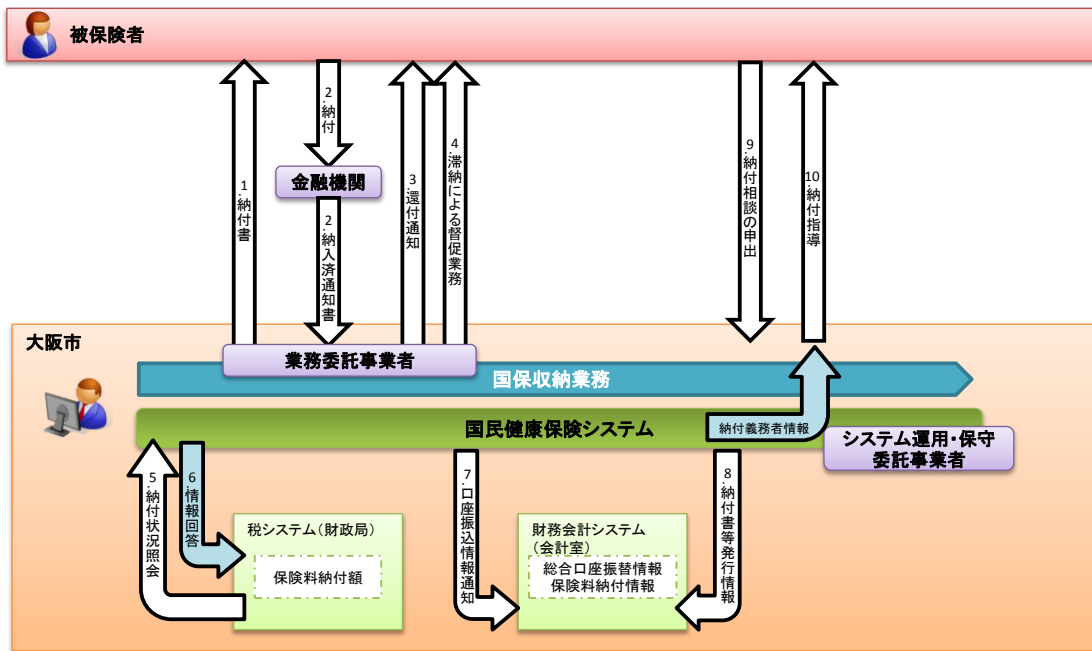 被保険者
1.納付書
2.納付
金融機関
2.納入済通知書
3.還付通知
4.滞納による督促業務
9.納付相談の申出
10.納付指導
大阪市
業務委託事業者
国保収納業務
国民健康保険システム
納付義務者情報
システム運用・保守
委託事業者
5.納付状況照会
6.情報回答
税システム(財政局)
保険料納付額
7.口座振込情報通知
財務会計システム
(会計室)
総合口座振替情報
保険料納付情報
8.納付書等発行情報